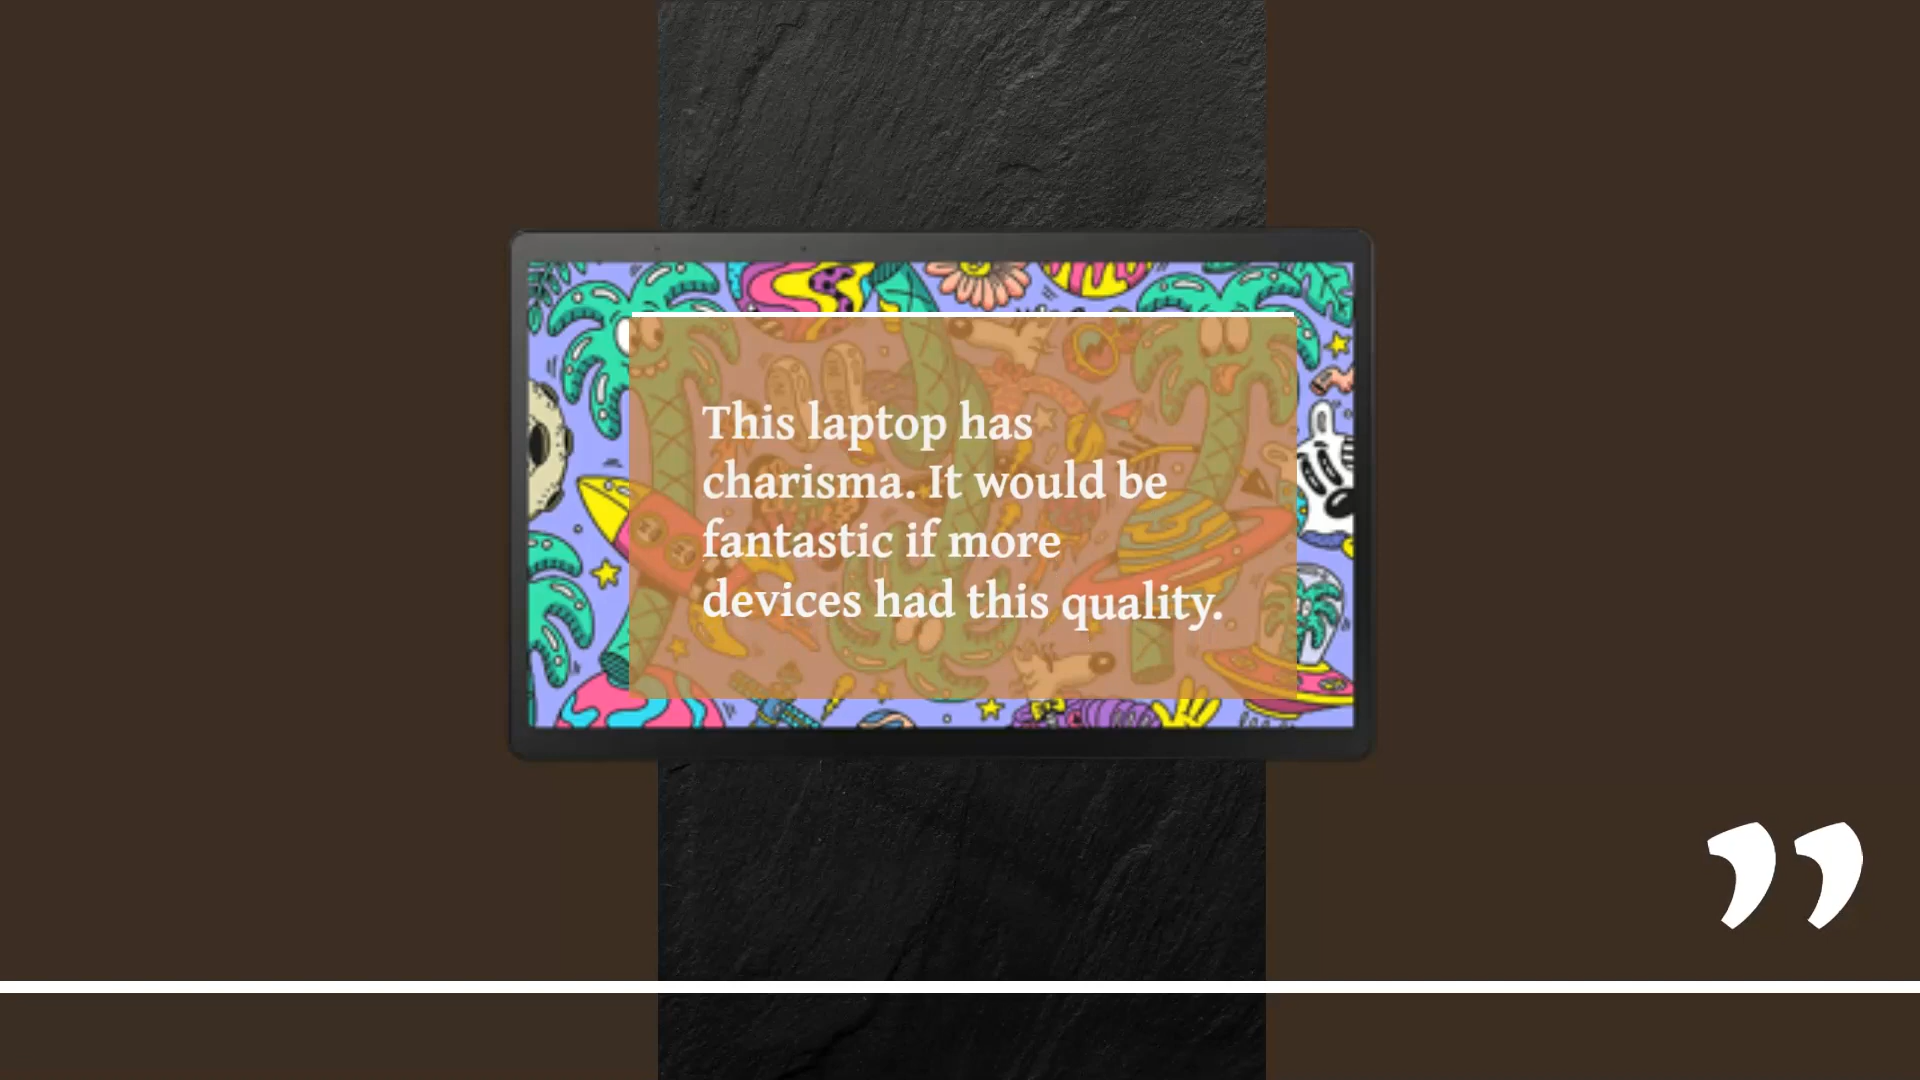 This laptop has
charisma. It would be
fantastic if more
devices had this quality.
”